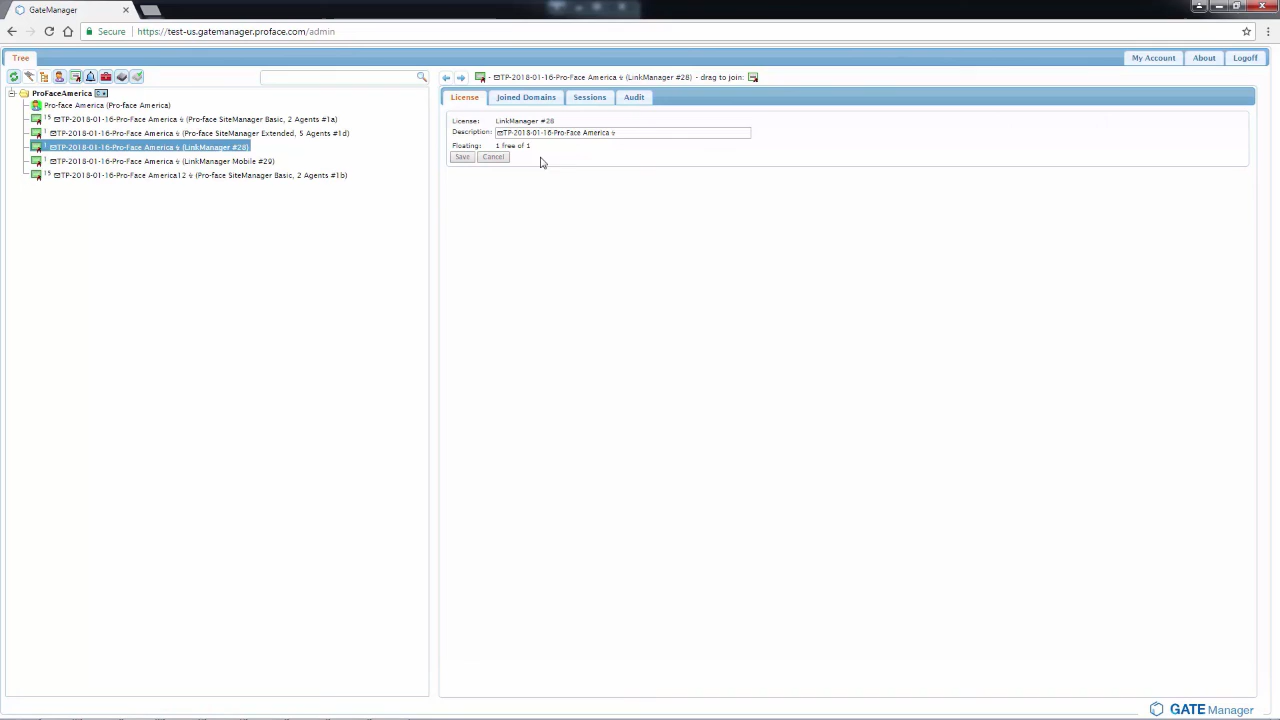 GateManager
Secure https://test-us.gatemanager.proface.com/admin
Tree
My Account About Logoff
- TP-2018-01-16-Pro-Face America (LinkManager #28) - drag to join:
ProFaceAmerica
License Joined Domains Sessions Audit
Pro-face America (Pro-face America)
15 TP-2018-01-16-Pro-Face America (Pro-face SiteManager Basic, 2 Agents #1a)
1 TP-2018-01-16-Pro-Face America (Pro-face SiteManager Extended, 5 Agents #1d)
1 TP-2018-01-16-Pro-Face America (LinkManager #28)
1 TP-2018-01-16-Pro-Face America (LinkManager Mobile #29)
15 TP-2018-01-16-Pro-Face America12 (Pro-face SiteManager Basic, 2 Agents #1b)
License: LinkManager #28
Description: TP-2018-01-16-Pro-Face America
Floating: 1 free of 1
Save Cancel
GATE Manager